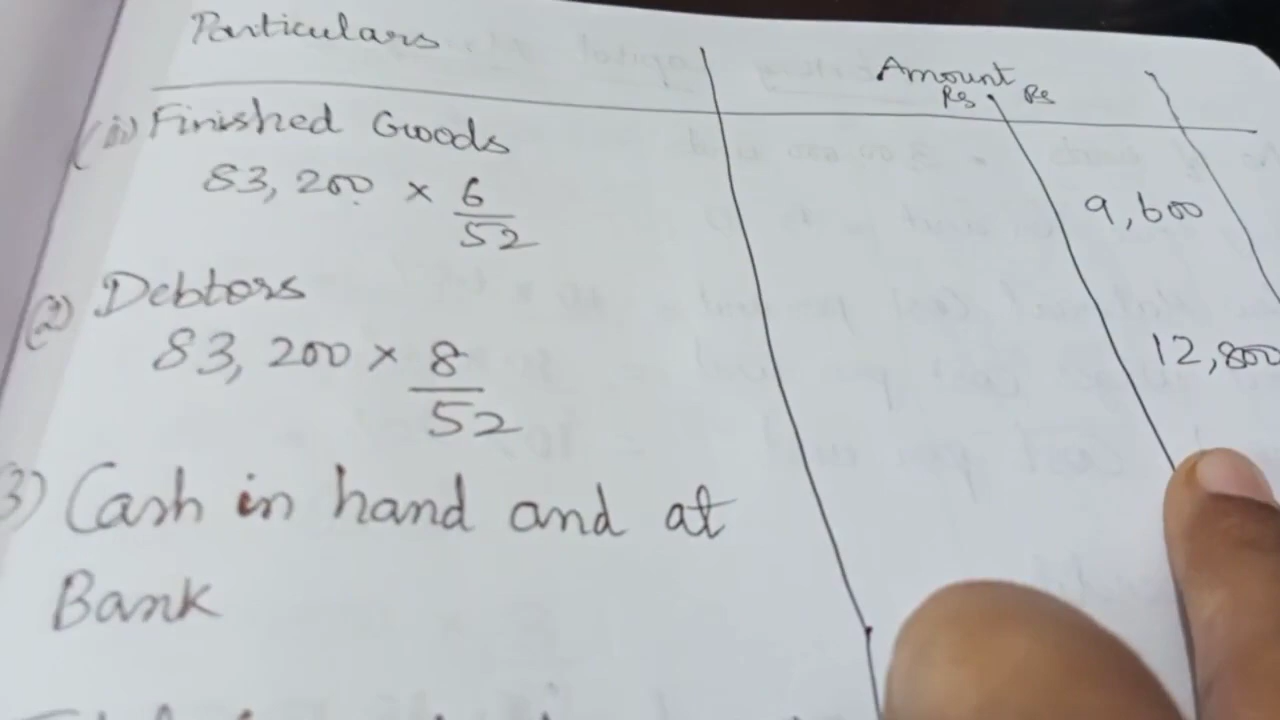 Particulars
Amount
Rs Rs
(ii) Finished Goods
83,200 × 6/52
9,600
(2) Debtors
83,200 × 8/52
12,800
(3) Cash in hand and at
Bank